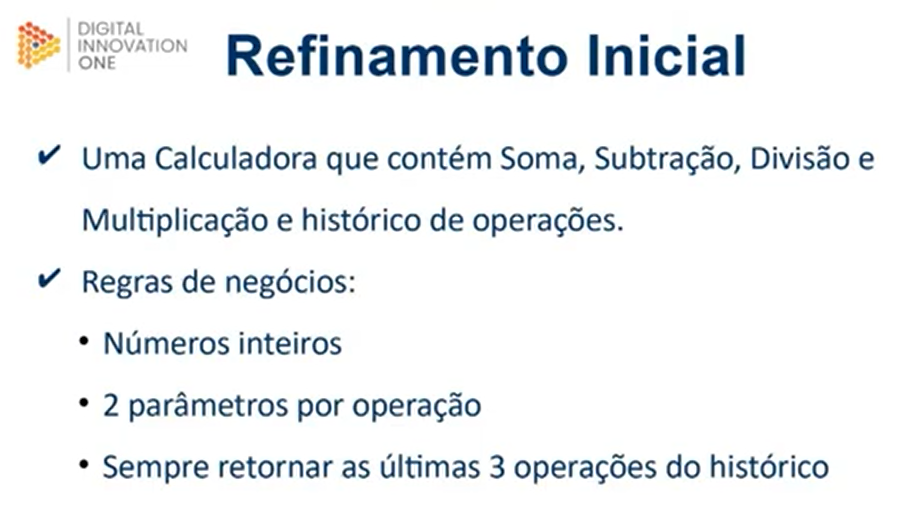 DIGITAL
INNOVATION
ONE
Refinamento Inicial
✔ Uma Calculadora que contém Soma, Subtração, Divisão e
Multiplicação e histórico de operações.
✔ Regras de negócios:
• Números inteiros
• 2 parâmetros por operação
• Sempre retornar as últimas 3 operações do histórico